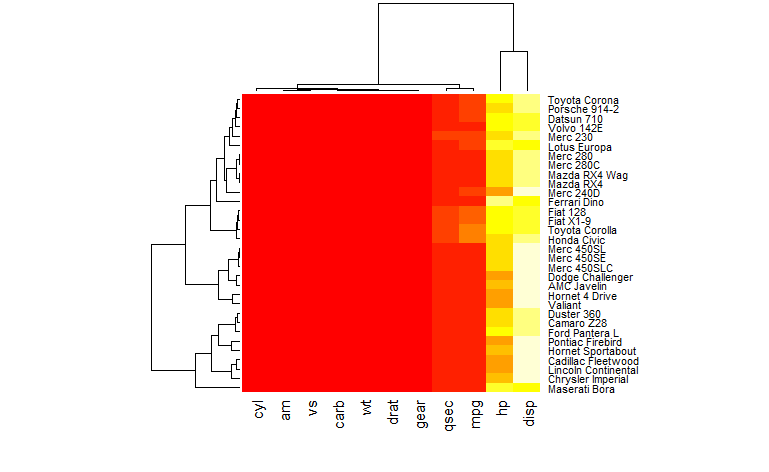 Toyota Corona
Porsche 914-2
Datsun 710
Volvo 142E
Merc 230
Lotus Europa
Merc 280
Merc 280C
Mazda RX4 Wag
Mazda RX4
Merc 240D
Ferrari Dino
Fiat 128
Fiat X1-9
Toyota Corolla
Honda Civic
Merc 450SL
Merc 450SE
Merc 450SLC
Dodge Challenger
AMC Javelin
Hornet 4 Drive
Valiant
Duster 360
Camaro Z28
Ford Pantera L
Pontiac Firebird
Hornet Sportabout
Cadillac Fleetwood
Lincoln Continental
Chrysler Imperial
Maserati Bora
cyl
am
vs
carb
wt
drat
gear
qsec
mpg
hp
disp